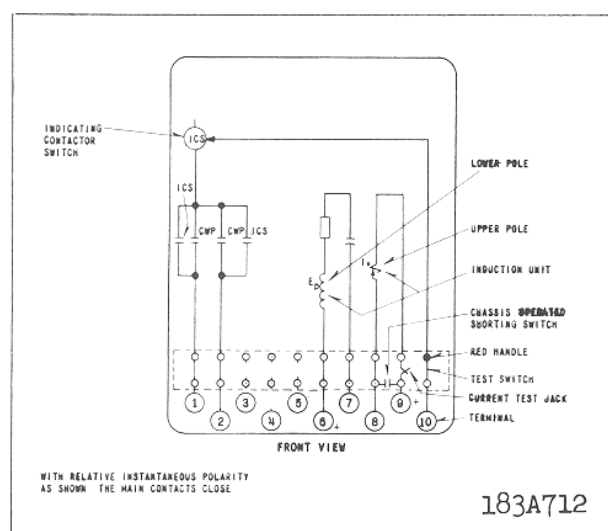 INDICATING
CONTACTOR
SWITCH
ICS
ICS
CWP
CWP
ICS
LOWER POLE
UPPER POLE
INDUCTION UNIT
CHASSIS OPERATED
SHORTING SWITCH
RED HANDLE
TEST SWITCH
CURRENT TEST JACK
TERMINAL
1
2
3
4
5
6
+
7
8
9
+
10
FRONT VIEW
WITH RELATIVE INSTANTANEOUS POLARITY
AS SHOWN THE MAIN CONTACTS CLOSE
183A712